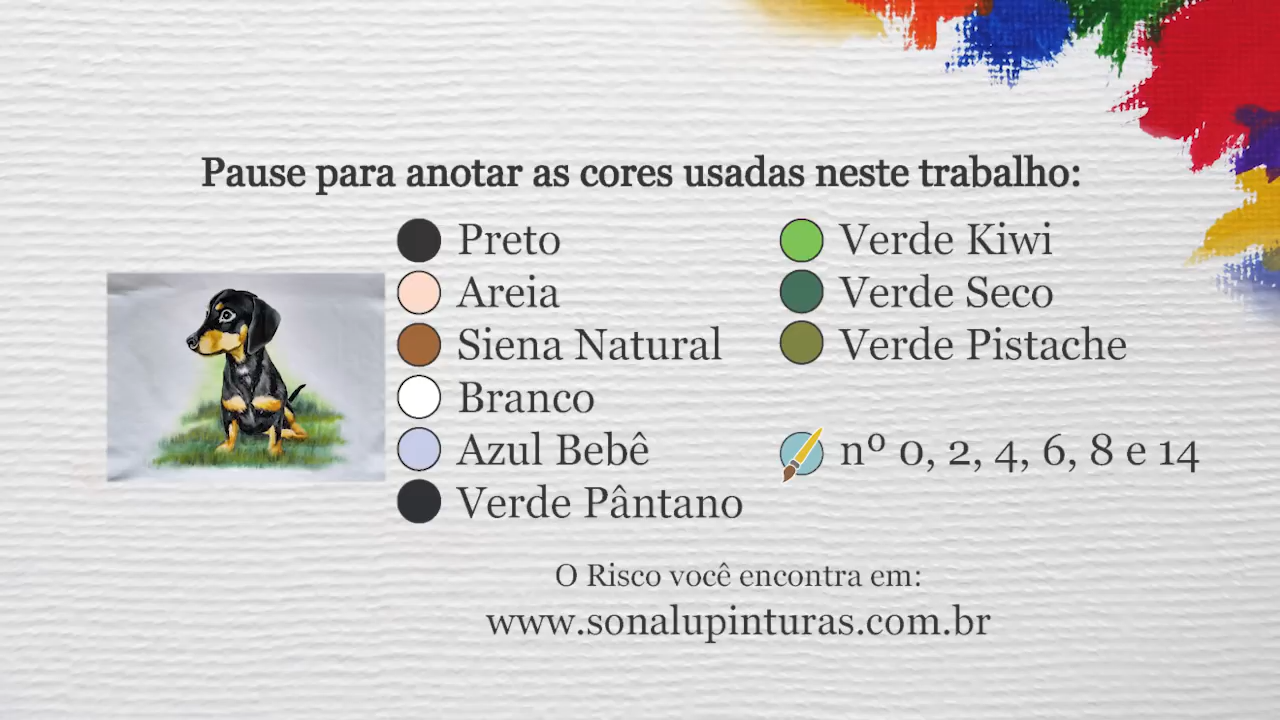 Pause para anotar as cores usadas neste trabalho:
Preto
Areia
Siena Natural
Branco
Azul Bebê
Verde Pântano
Verde Kiwi
Verde Seco
Verde Pistache
nº 0, 2, 4, 6, 8 e 14
O Risco você encontra em:
www.sonalupinturas.com.br